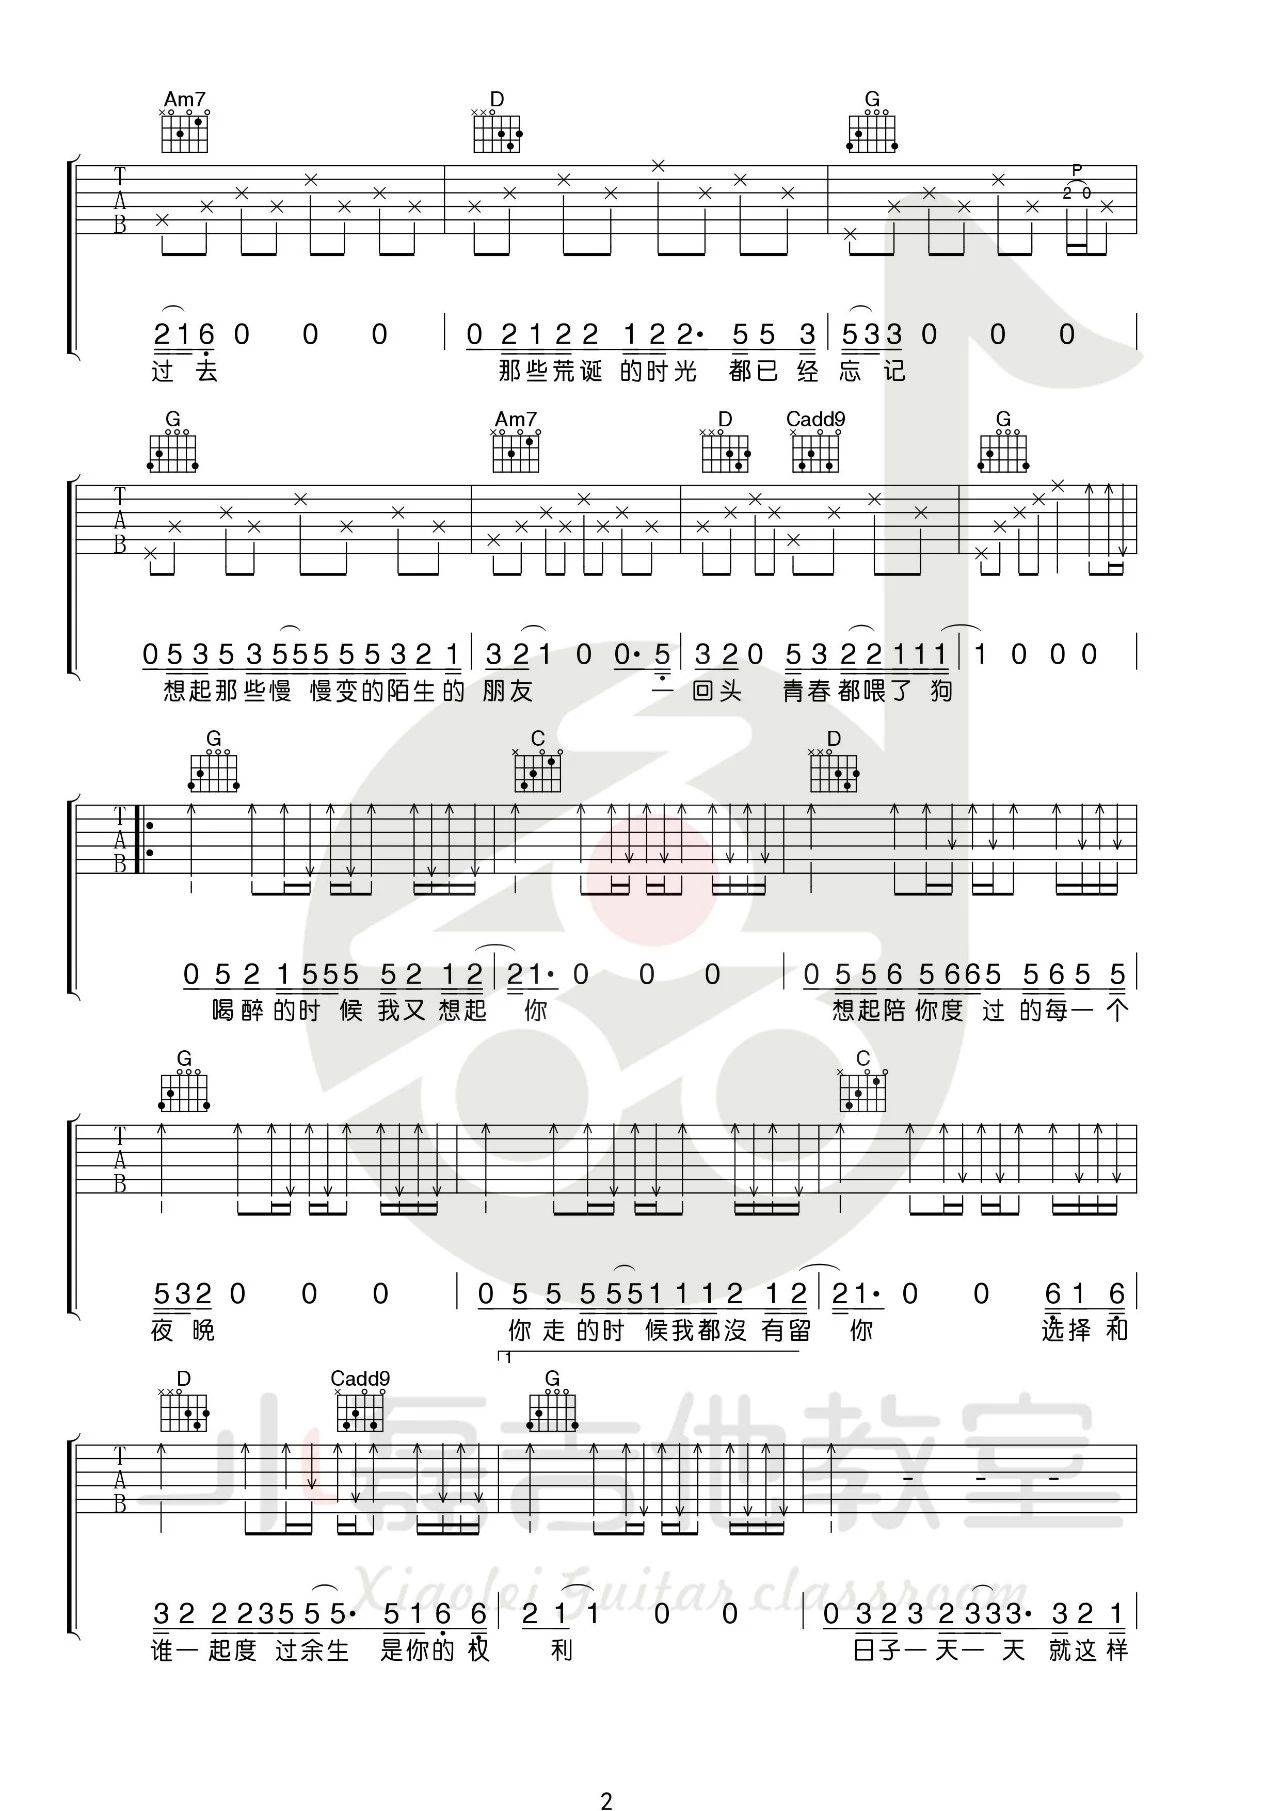 Am7 D G
T A B
P
2 0
2 1 6 0 0 0 0 2 1 2 2 1 2 2· 5 5 3 5 3 3 0 0 0
过 去 那些荒诞 的时光 都已 经 忘 记
G Am7 D Cadd9 G
T A B
0 5 3 5 3 5 5 5 5 5 3 2 1 3 2 1 0 0· 5 3 2 0 5 3 2 2 1 1 1 1 0 0 0
想起那些慢 慢变的陌生的 朋友 一 回头 青春都喂了 狗
G C D
T A B
0 5 2 1 5 5 5 5 2 1 2 2 1· 0 0 0 0 5 5 6 5 6 6 5 5 6 5 5
喝醉的时 候我又想起 你 想起陪你度 过 的每一个
G C
T A B
5 3 2 0 0 0 0 5 5 5 5 5 1 1 1 2 1 2 2 1· 0 0 6 1 6
夜 晚 你走的时 候我都沒有留 你 选择和
1
D Cadd9 G
T A B
- - -
小磊吉他教室
Xiaolei Guitar classroom
3 2 2 2 3 5 5 5· 5 1 6 6 2 1 1 0 0 0 3 2 3 2 3 3 3· 3 2 1
谁一起度 过余生 是你的权 利 日子一天一 天 就这样
2